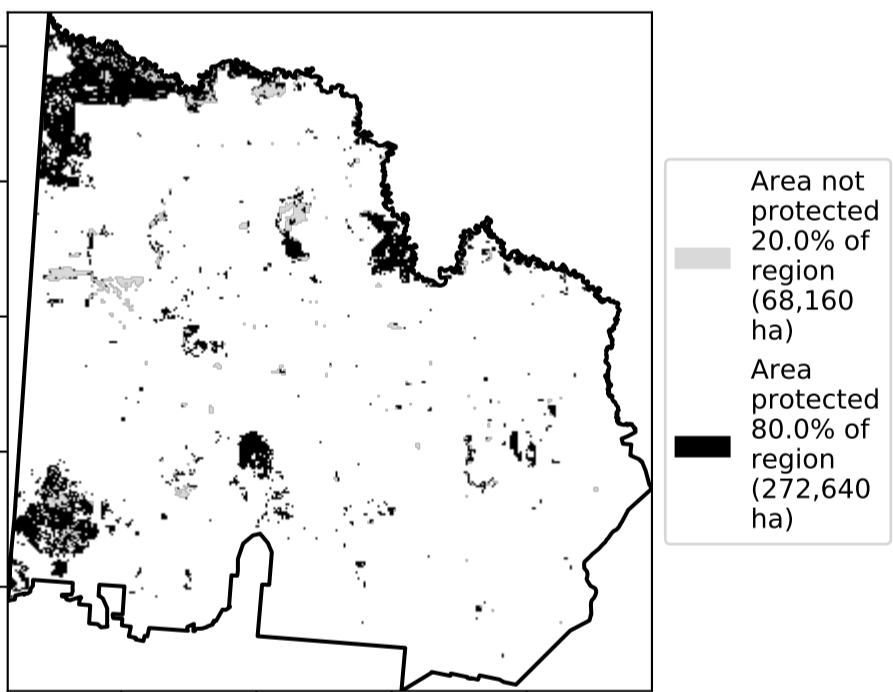 Area not
protected
20.0% of
region
(68,160
ha)
Area
protected
80.0% of
region
(272,640
ha)